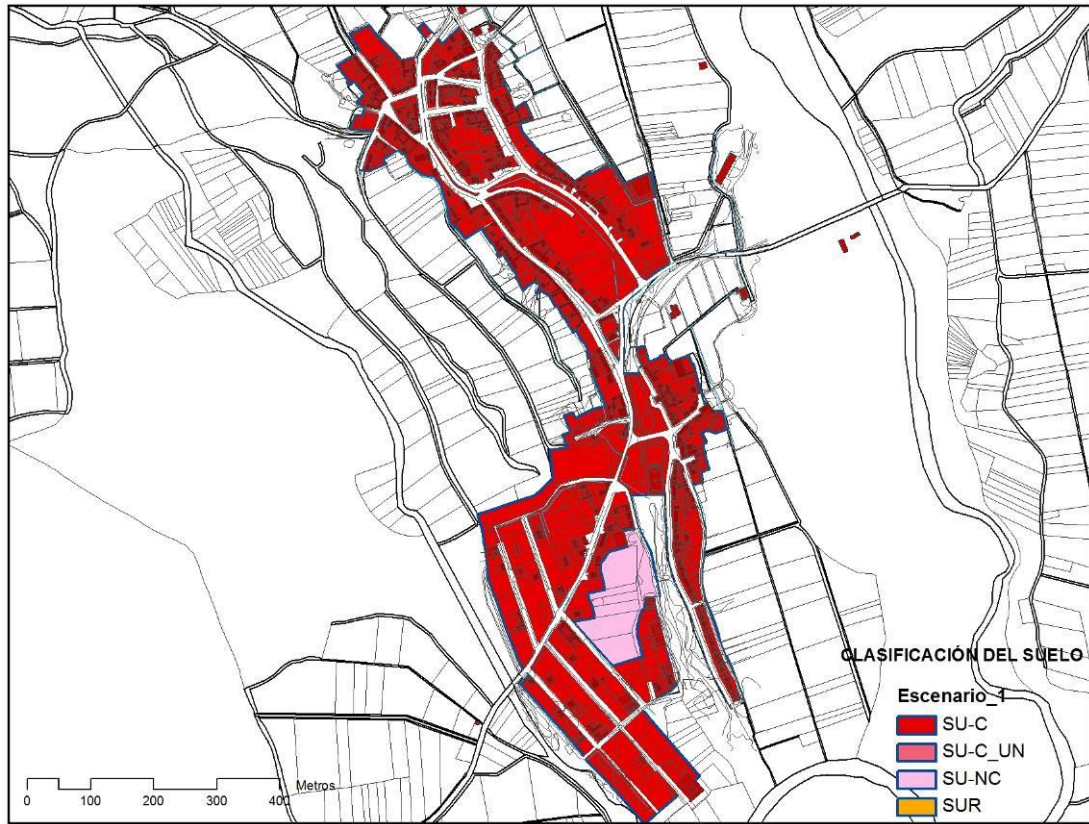 CLASIFICACIÓN DEL SUELO
Escenario_1
SU-C
SU-C_UN
SU-NC
SUR
Metros
0 100 200 300 400